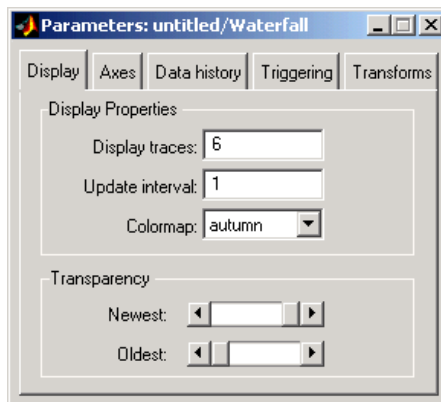 Parameters: untitled/Waterfall
Display Axes Data history Triggering Transforms
Display Properties
Display traces: 6
Update interval: 1
Colormap: autumn
Transparency
Newest:
Oldest: